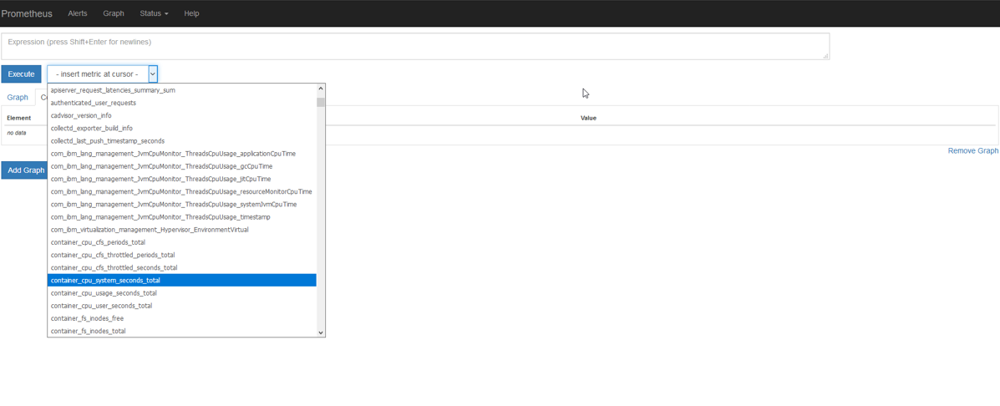 Prometheus Alerts Graph Status Help
Expression (press Shift+Enter for newlines)
Execute - insert metric at cursor -
apiserver_request_latencies_summary_sum
Graph Co
authenticated_user_requests
cadvisor_version_info
Element Value
collectd_exporter_build_info
no data
collectd_last_push_timestamp_seconds
Remove Graph
com_ibm_lang_management_JvmCpuMonitor_ThreadsCpuUsage_applicationCpuTime
com_ibm_lang_management_JvmCpuMonitor_ThreadsCpuUsage_gcCpuTime
Add Graph
com_ibm_lang_management_JvmCpuMonitor_ThreadsCpuUsage_jitCpuTime
com_ibm_lang_management_JvmCpuMonitor_ThreadsCpuUsage_resourceMonitorCpuTime
com_ibm_lang_management_JvmCpuMonitor_ThreadsCpuUsage_systemJvmCpuTime
com_ibm_lang_management_JvmCpuMonitor_ThreadsCpuUsage_timestamp
com_ibm_virtualization_management_Hypervisor_EnvironmentVirtual
container_cpu_cfs_periods_total
container_cpu_cfs_throttled_periods_total
container_cpu_cfs_throttled_seconds_total
container_cpu_system_seconds_total
container_cpu_usage_seconds_total
container_cpu_user_seconds_total
container_fs_inodes_free
container_fs_inodes_total